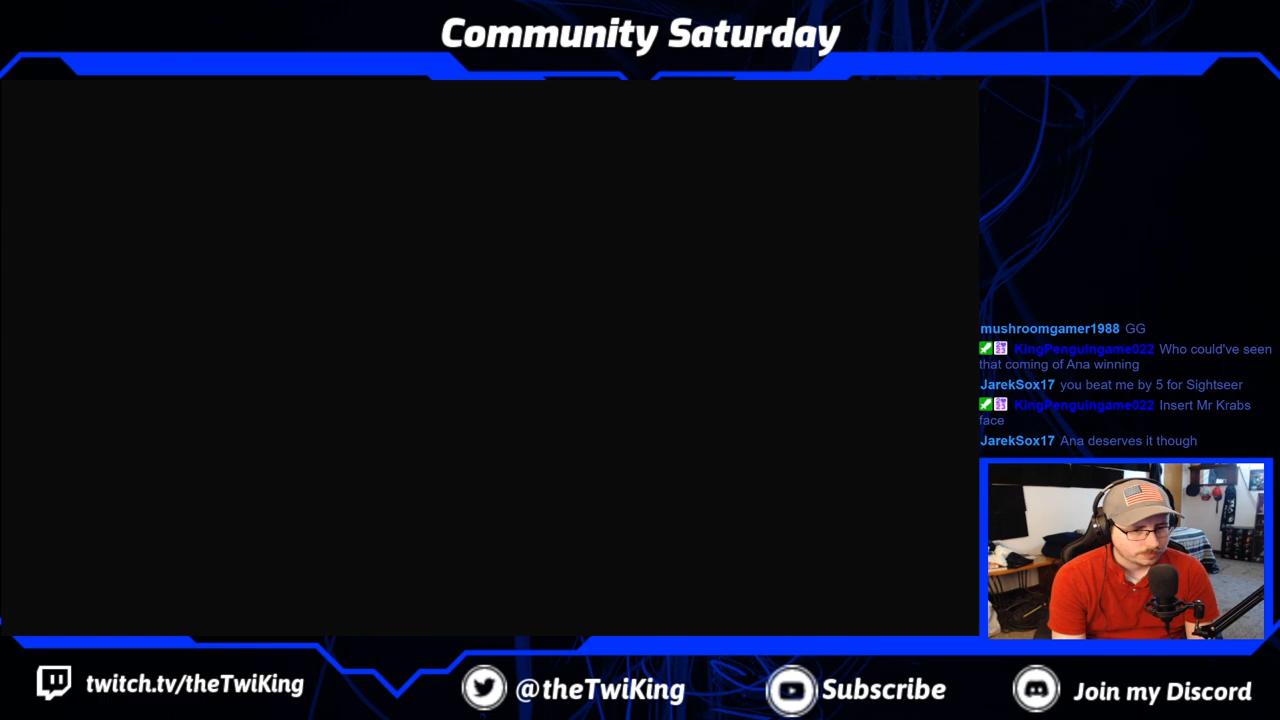 Community Saturday
mushroomgamer1988 GG
KingPenguingame022 Who could've seen
that coming of Ana winning
JarekSox17 you beat me by 5 for Sightseer
KingPenguingame022 Insert Mr Krabs
face
JarekSox17 Ana deserves it though
twitch.tv/theTwiKing
@theTwiKing
Subscribe
Join my Discord